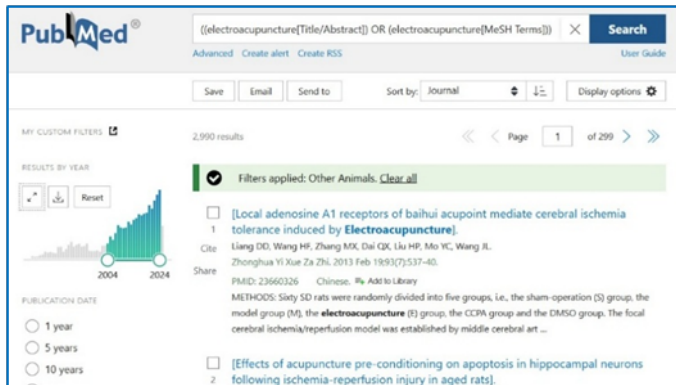 PubMed®
((electroacupuncture[Title/Abstract]) OR (electroacupuncture[MeSH Terms]))
Search
Advanced Create alert Create RSS
User Guide
Save Email Send to
Sort by: Journal
Display options
MY CUSTOM FILTERS
2,990 results
Page 1 of 299
RESULTS BY YEAR
Reset
2004 2024
Filters applied: Other Animals. Clear all
1
Cite
Share
[Local adenosine A1 receptors of baihui acupoint mediate cerebral ischemia
tolerance induced by Electroacupuncture].
Liang DD, Wang HF, Zhang MX, Dai QX, Liu HP, Mo YC, Wang JL.
Zhonghua Yi Xue Za Zhi. 2013 Feb 19;93(7):537-40.
PMID: 23660326 Chinese. Add to Library
METHODS: Sixty SD rats were randomly divided into five groups, i.e., the sham-operation (S) group, the
model group (M), the electroacupuncture (E) group, the CCPA group and the DMSO group. The focal
cerebral ischemia/reperfusion model was established by middle cerebral art ...
PUBLICATION DATE
1 year
5 years
10 years
2
[Effects of acupuncture pre-conditioning on apoptosis in hippocampal neurons
following ischemia-reperfusion injury in aged rats].